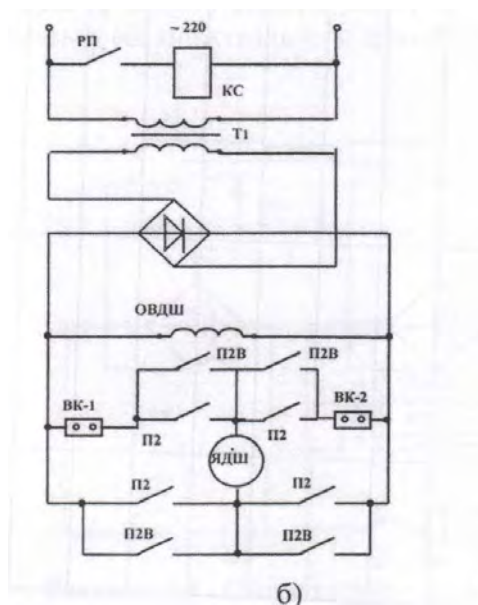 ~ 220
РП
КС
Т1
ОВДШ
П2В
П2В
ВК-1
ВК-2
П2
П2
ЯДШ
П2
П2
П2В
П2В
б)